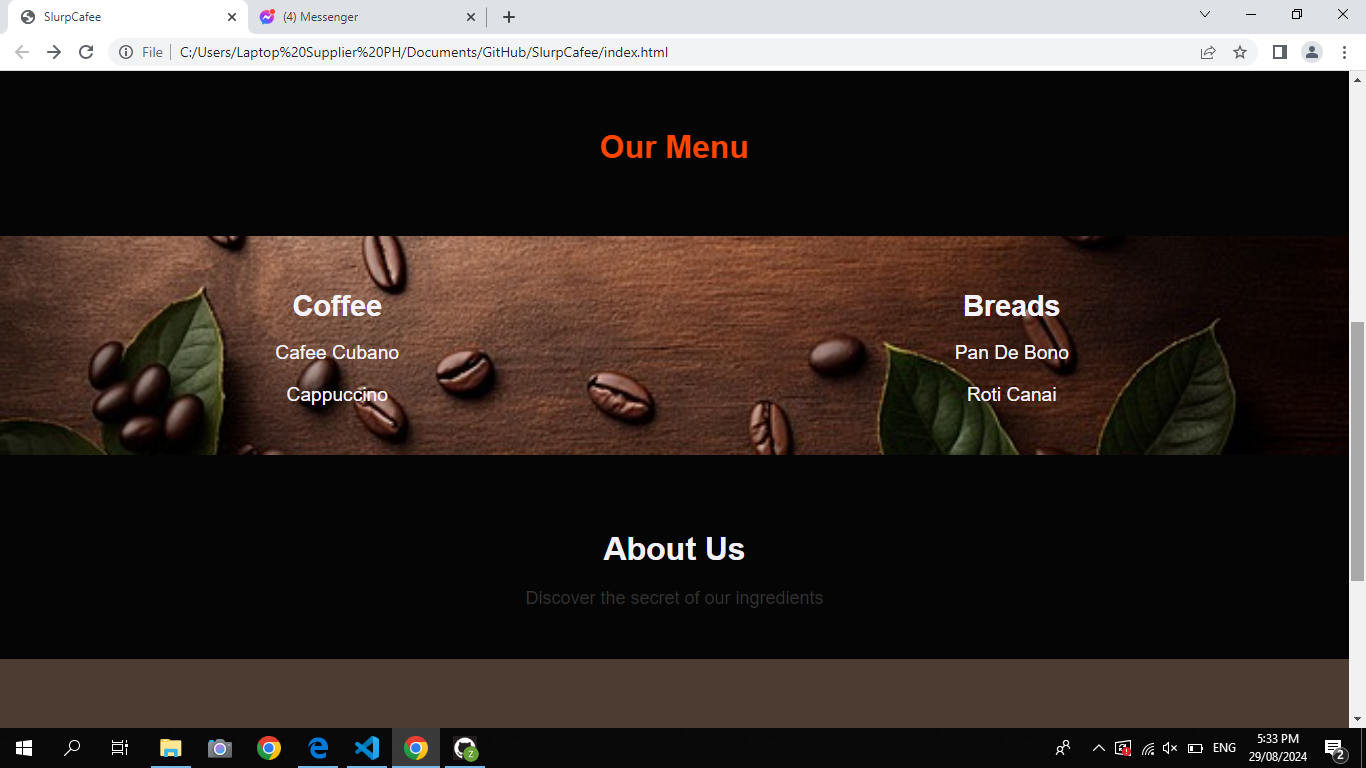 SlurpCafee
(4) Messenger
File
C:/Users/Laptop%20Supplier%20PH/Documents/GitHub/SlurpCafee/index.html
Our Menu
Coffee
Cafee Cubano
Cappuccino
Breads
Pan De Bono
Roti Canai
About Us
Discover the secret of our ingredients
Z
ENG
5:33 PM
29/08/2024
2